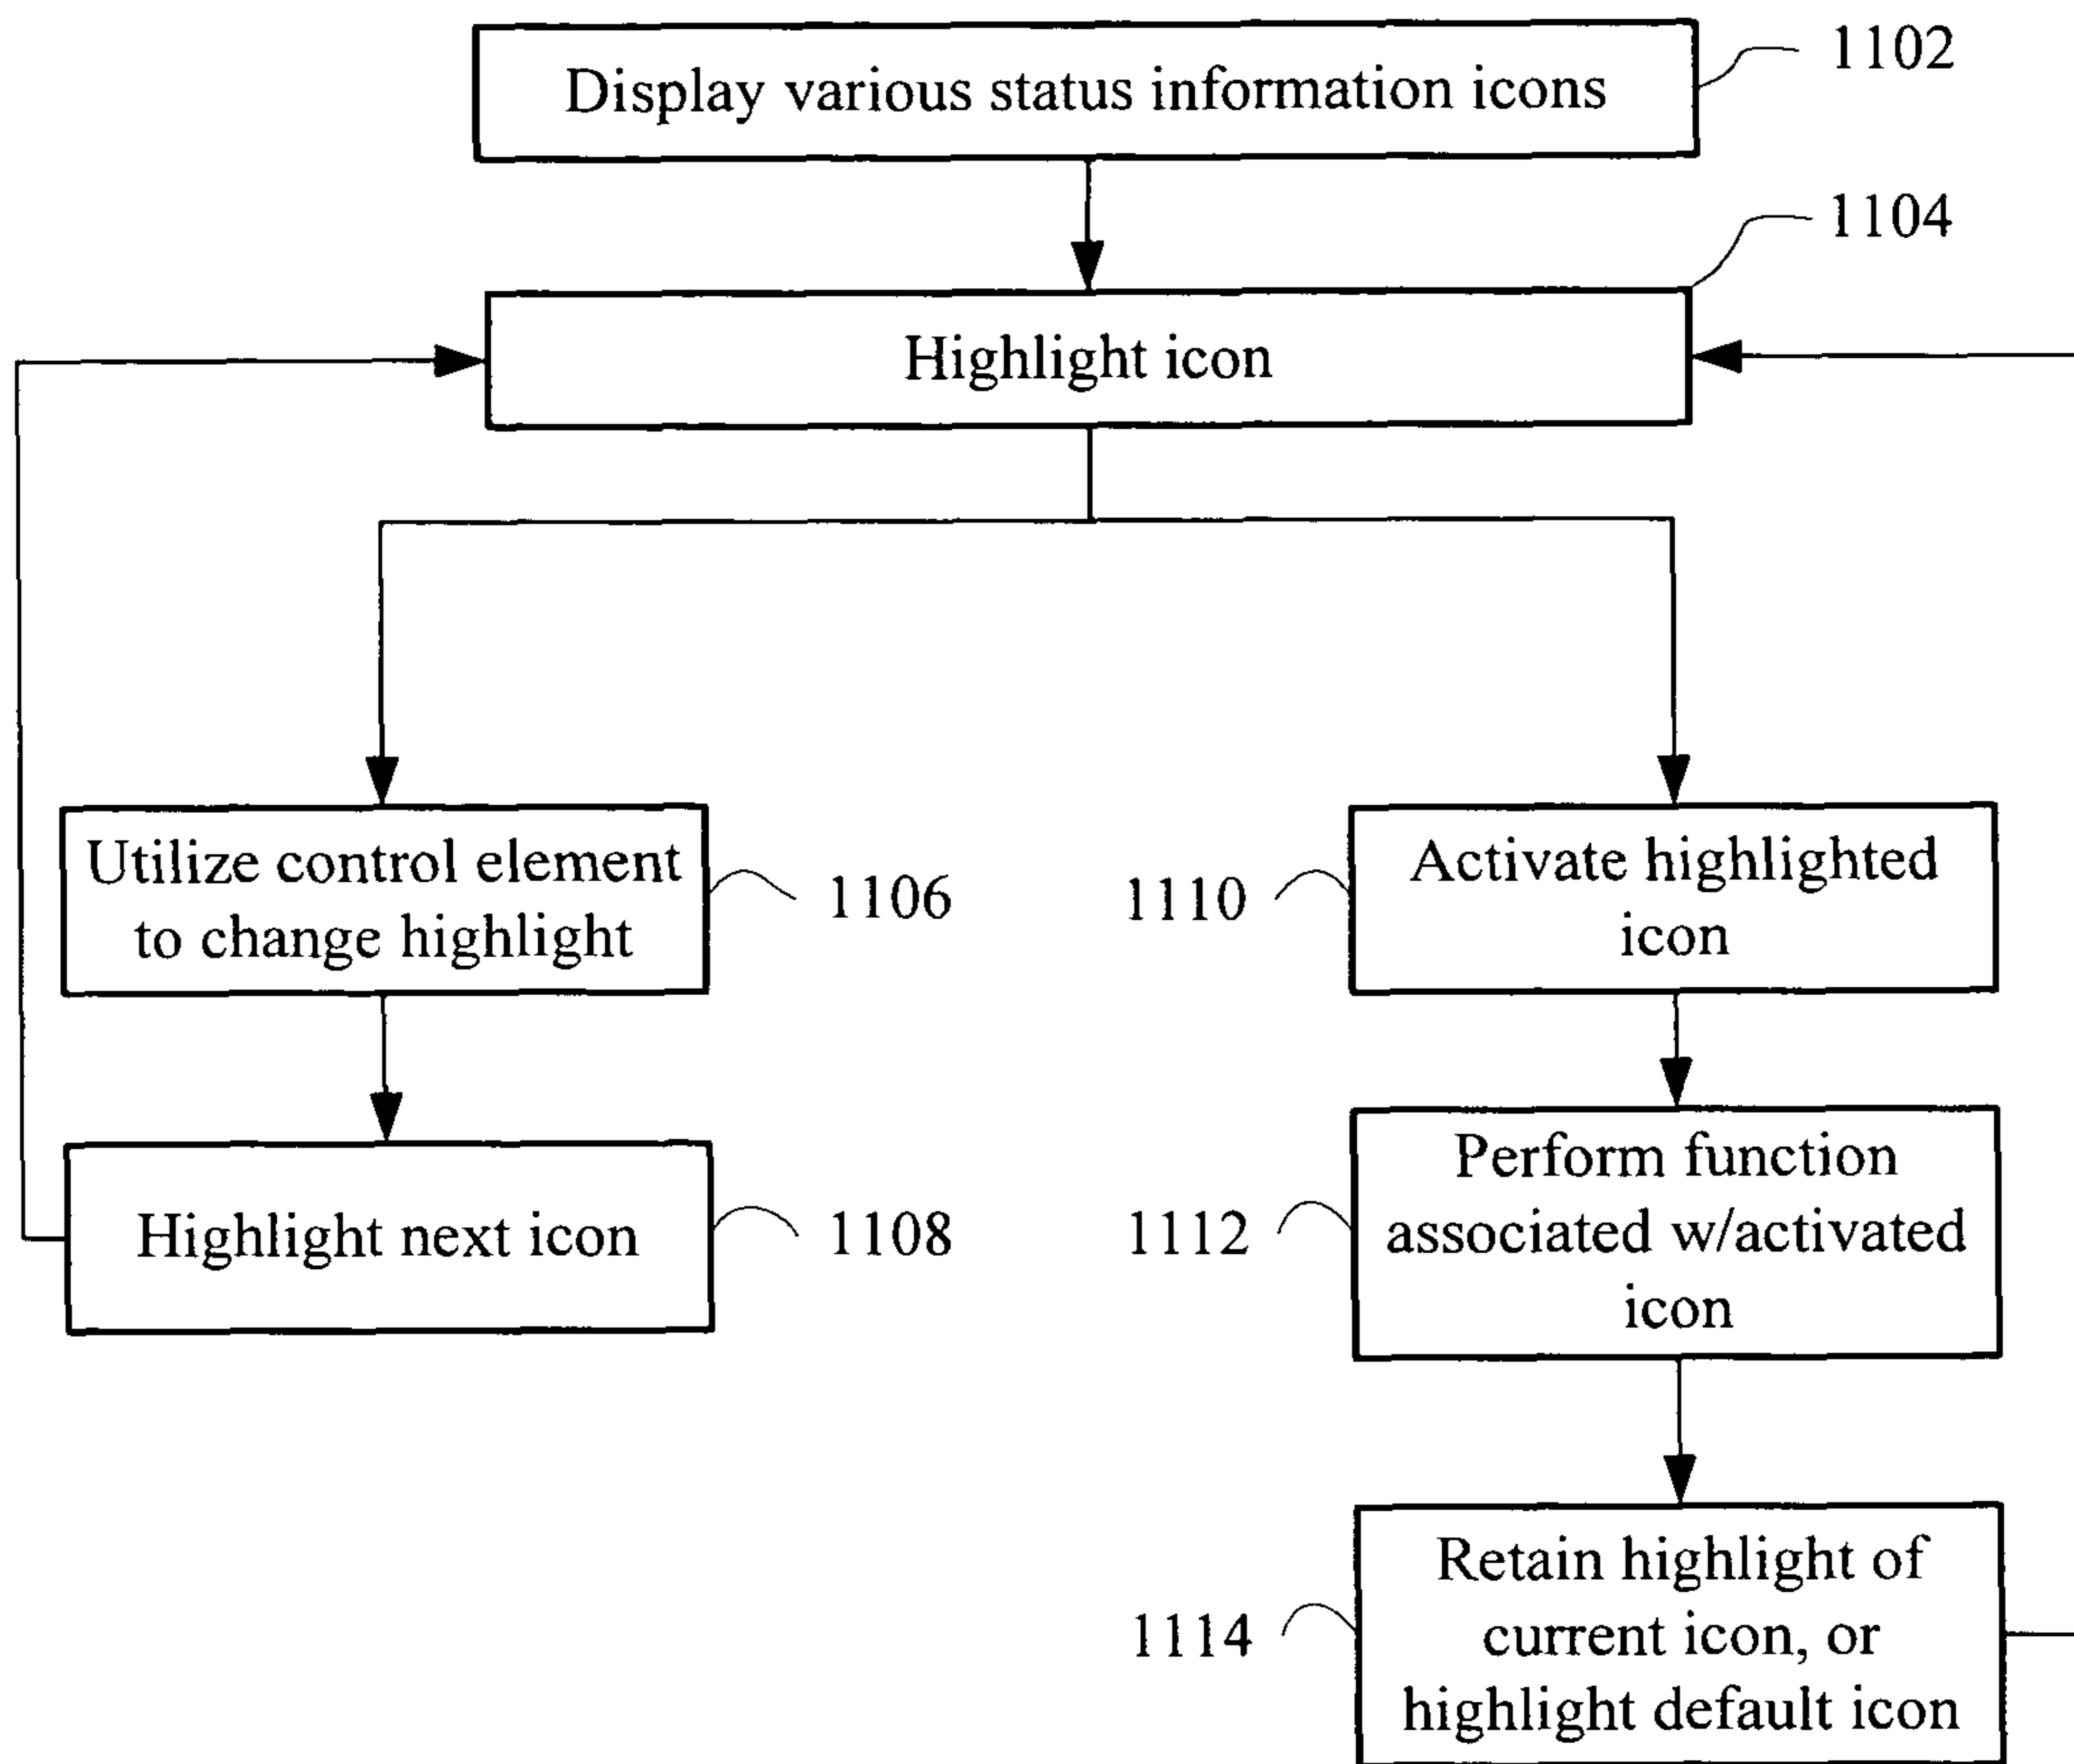 Display various status information icons
1102
1104
Highlight icon
Utilize control element
to change highlight
1106
1110
Activate highlighted
icon
Highlight next icon
1108
1112
Perform function
associated w/activated
icon
1114
Retain highlight of
current icon, or
highlight default icon